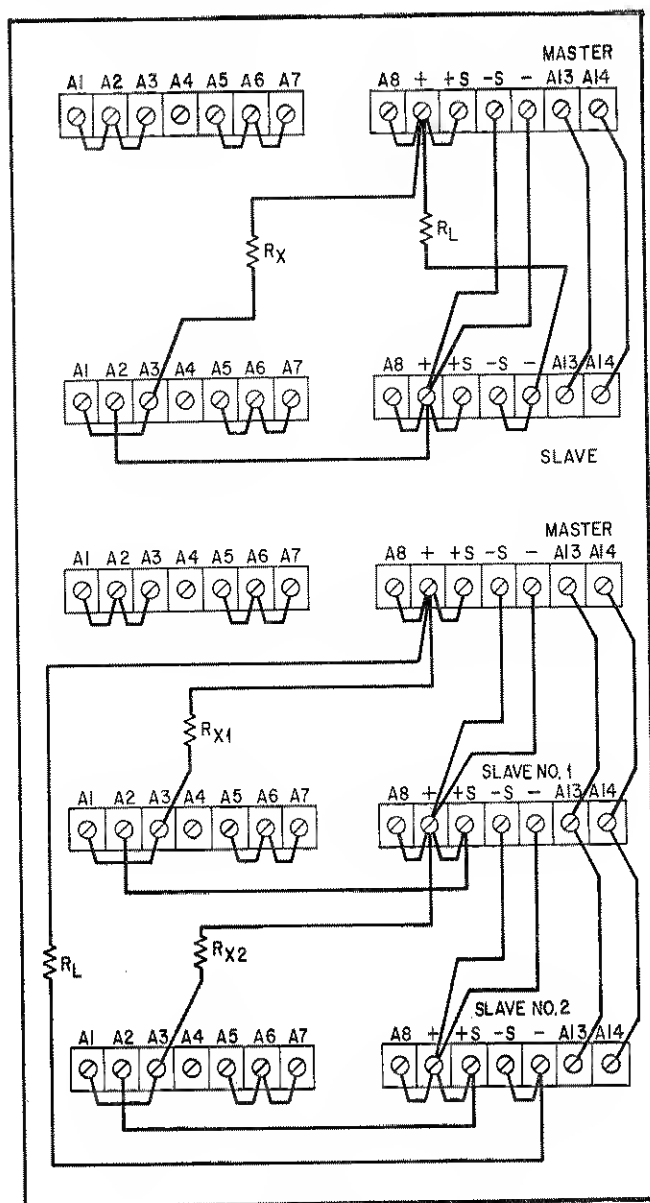 MASTER
A1 A2 A3 A4 A5 A6 A7 A8 + +S -S - A13 A14
RX
RL
A1 A2 A3 A4 A5 A6 A7 A8 + +S -S - A13 A14
SLAVE
MASTER
A1 A2 A3 A4 A5 A6 A7 A8 + +S -S - A13 A14
RX1
SLAVE NO. 1
A1 A2 A3 A4 A5 A6 A7 A8 + +S -S - A13 A14
RX2
RL
SLAVE NO. 2
A1 A2 A3 A4 A5 A6 A7 A8 + +S -S - A13 A14